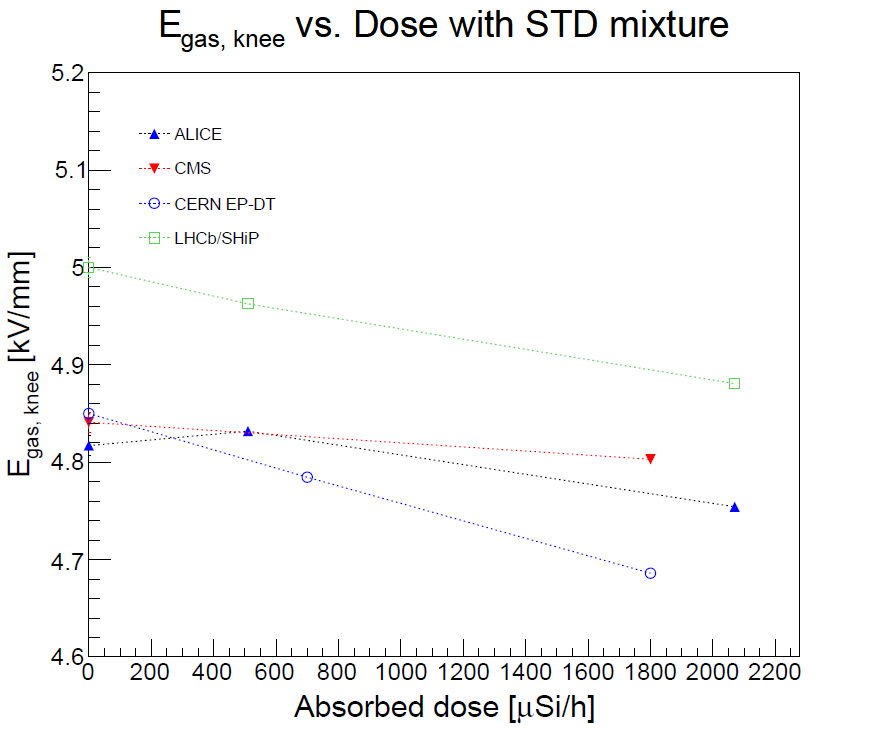 E gas, knee vs. Dose with STD mixture
5.2
5.1
5
4.9
4.8
4.7
4.6
ALICE
CMS
CERN EP-DT
LHCb/SHiP
E gas, knee [kV/mm]
0 200 400 600 800 1000 1200 1400 1600 1800 2000 2200
Absorbed dose [μSi/h]